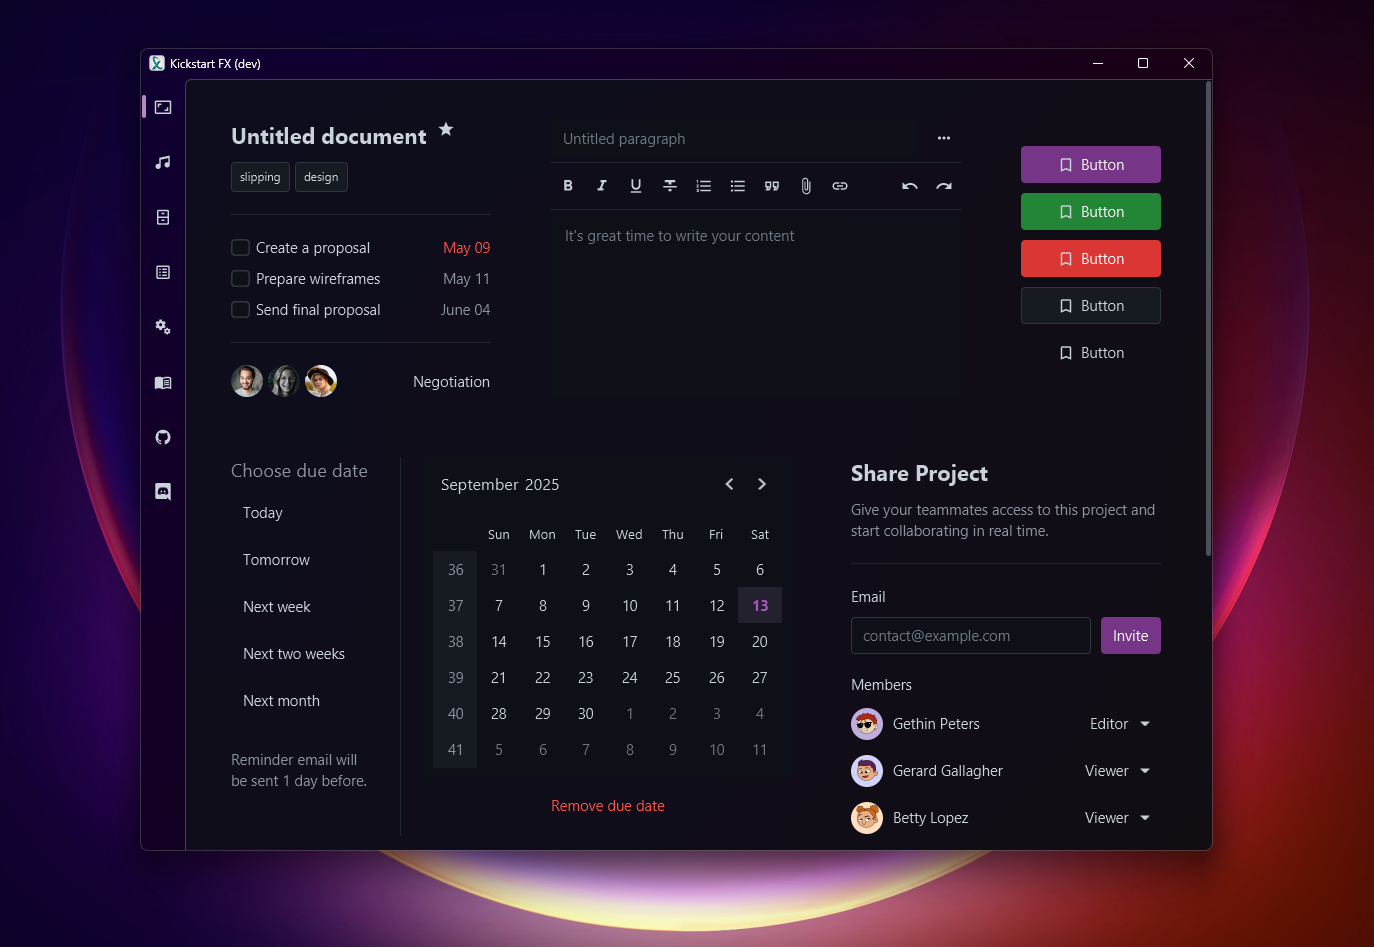 Kickstart FX (dev)
Untitled document
slipping design
Create a proposal May 09
Prepare wireframes May 11
Send final proposal June 04
Negotiation
Untitled paragraph
It's great time to write your content
Button
Button
Button
Button
Button
Choose due date
Today
Tomorrow
Next week
Next two weeks
Next month
Reminder email will
be sent 1 day before.
September 2025
Sun Mon Tue Wed Thu Fri Sat
36 31 1 2 3 4 5 6
37 7 8 9 10 11 12 13
38 14 15 16 17 18 19 20
39 21 22 23 24 25 26 27
40 28 29 30 1 2 3 4
41 5 6 7 8 9 10 11
Remove due date
Share Project
Give your teammates access to this project and
start collaborating in real time.
Email
contact@example.com Invite
Members
Gethin Peters Editor
Gerard Gallagher Viewer
Betty Lopez Viewer